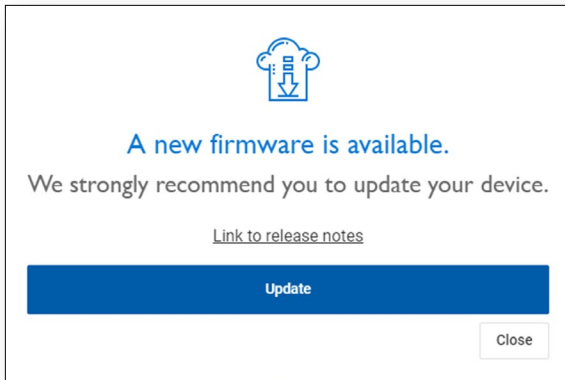 A new firmware is available.
We strongly recommend you to update your device.
Link to release notes
Update
Close